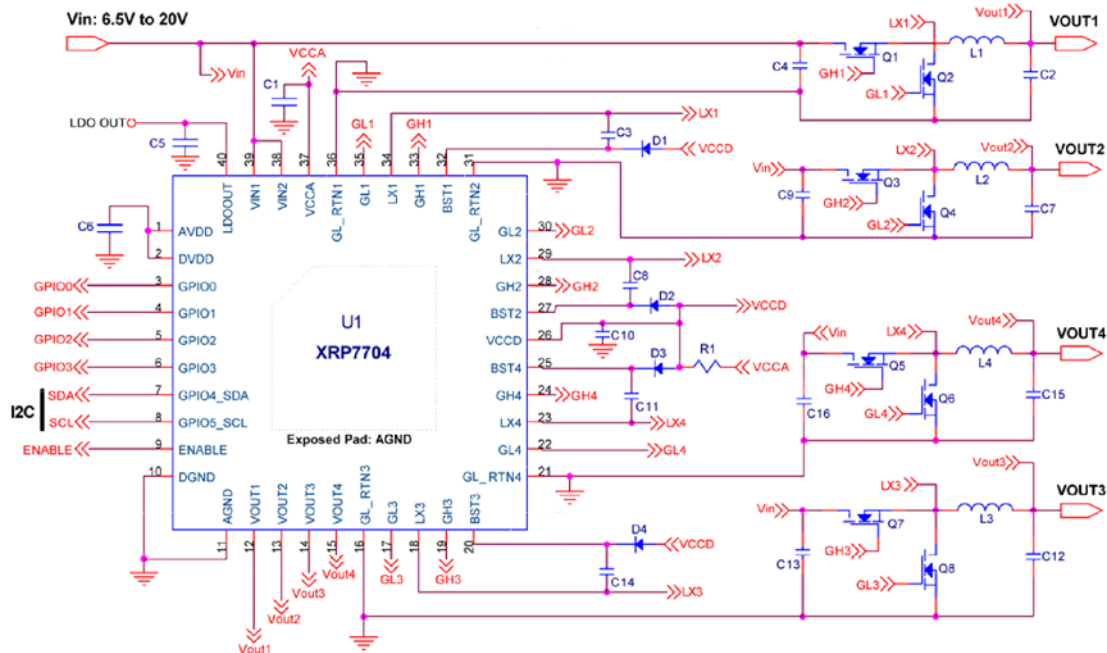 Vin: 6.5V to 20V
Vin
VCCA
C1
LDO OUT
C5
GL1
GH1
LX1
C3
D1
VCCD
C4
Q1
GH1
LX1
Q2
GL1
L1
Vout1
C2
VOUT1
40 39 38 37 36 35 34 33 32 31
LDOOUT VIN1 VIN2 VCCA GL_RTN1 GL1 LX1 GH1 BST1 GL_RTN2
Vin
C9
Q3
GH2
LX2
Q4
GL2
L2
Vout2
C7
VOUT2
C6
1 AVDD
2 DVDD
3 GPIO0
4 GPIO1
5 GPIO2
6 GPIO3
7 GPIO4_SDA
8 GPIO5_SCL
9 ENABLE
10 DGND
GPIO0
GPIO1
GPIO2
GPIO3
I2C
SDA
SCL
ENABLE
U1
XRP7704
Exposed Pad: AGND
GL2 30 GL2
LX2 29 LX2
GH2 28 GH2
BST2 27
VCCD 26
BST4 25
GH4 24 GH4
LX4 23 LX4
GL4 22 GL4
GL_RTN4 21
C8
D2
VCCD
C10
D3
R1
VCCA
C11
Vin
C16
Q5
GH4
LX4
Q6
GL4
L4
Vout4
C15
VOUT4
AGND VOUT1 VOUT2 VOUT3 VOUT4 GL_RTN3 GL3 LX3 GH3 BST3
11 12 13 14 15 16 17 18 19 20
Vout1
Vout2
Vout3
Vout4
GL3
GH3
D4
VCCD
C14
LX3
Vin
C13
Q7
GH3
LX3
Q8
GL3
L3
Vout3
C12
VOUT3